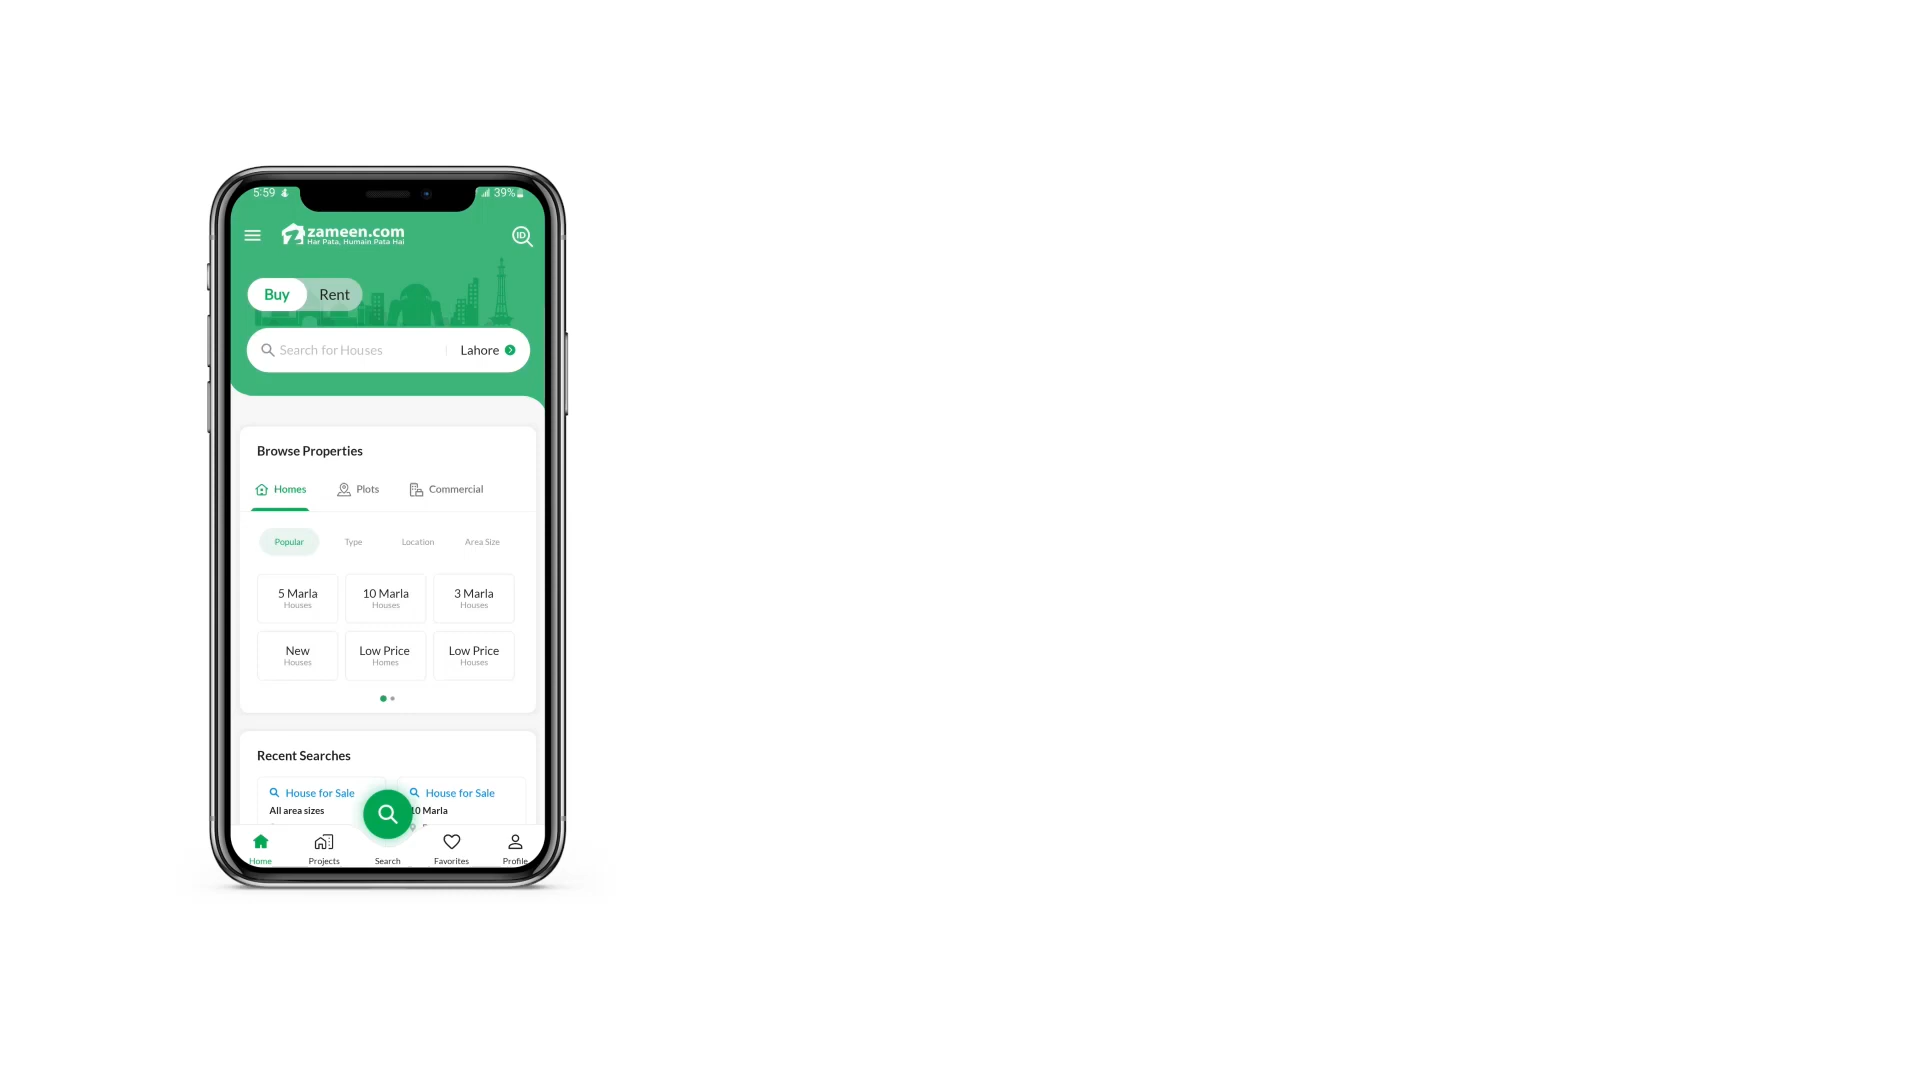 5:59
39%
zameen.com
Har Pata, Humain Pata Hai
ID
Buy Rent
Search for Houses Lahore
Browse Properties
Homes Plots Commercial
Popular Type Location Area Size
5 Marla 10 Marla 3 Marla
Houses Houses Houses
New Low Price Low Price
Houses Homes Houses
Recent Searches
House for Sale House for Sale
All area sizes 10 Marla
Home Projects Search Favorites Profile